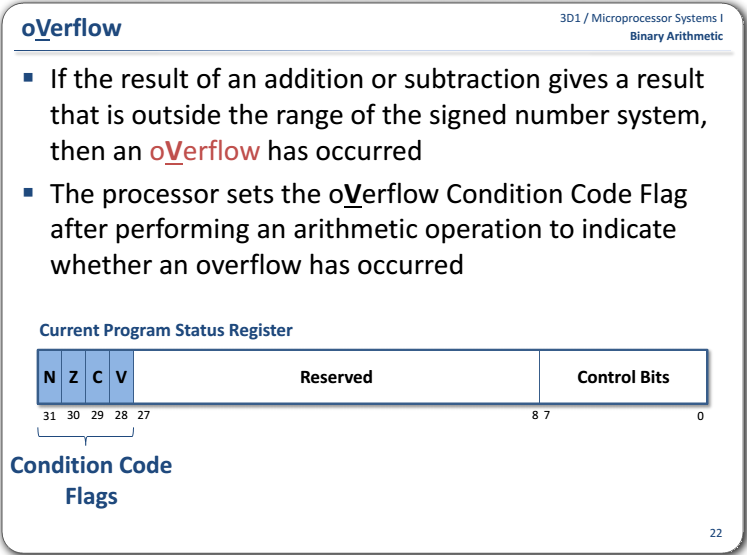 oVerflow
3D1 / Microprocessor Systems I
Binary Arithmetic
If the result of an addition or subtraction gives a result
that is outside the range of the signed number system,
then an oVerflow has occurred
The processor sets the oVerflow Condition Code Flag
after performing an arithmetic operation to indicate
whether an overflow has occurred
Current Program Status Register
N Z C V Reserved Control Bits
31 30 29 28 27 8 7 0
Condition Code
Flags
22